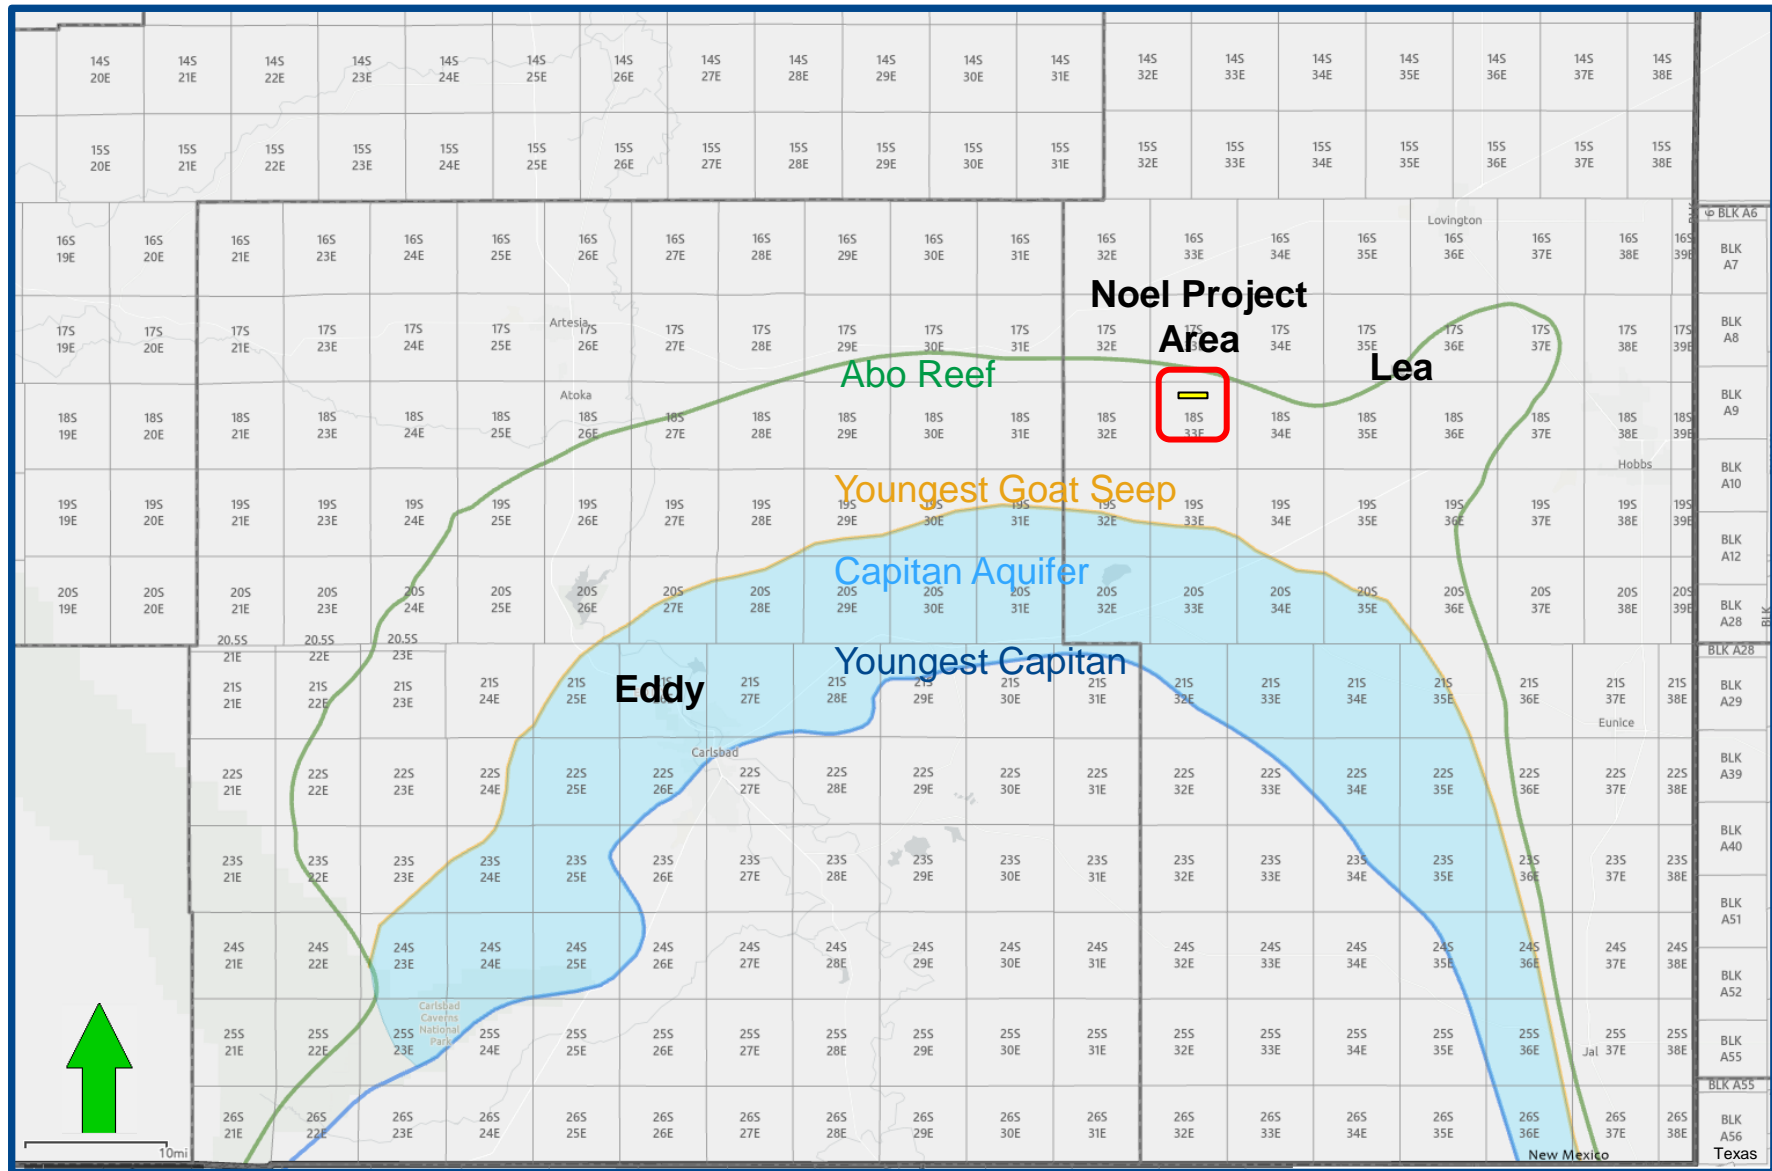 14S 14S 14S 14S 14S 14S 14S 14S 14S 14S 14S 14S 14S 14S 14S 14S 14S 14S 14S
20E 21E 22E 23E 24E 25E 26E 27E 28E 29E 30E 31E 32E 33E 34E 35E 36E 37E 38E
15S 15S 15S 15S 15S 15S 15S 15S 15S 15S 15S 15S 15S 15S 15S 15S 15S 15S 15S
20E 21E 22E 23E 24E 25E 26E 27E 28E 29E 30E 31E 32E 33E 34E 35E 36E 37E 38E
BLK A6
Lovington
16S 16S 16S 16S 16S 16S 16S 16S 16S 16S 16S 16S 16S 16S 16S 16S 16S 16S 16S 16S
19E 20E 21E 23E 24E 25E 26E 27E 28E 29E 30E 31E 32E 33E 34E 35E 36E 37E 38E 39E
BLK
A7
Noel Project
Area
Artesia
17S 17S 17S 17S 17S 17S 17S 17S 17S 17S 17S 17S 17S 17S 17S 17S 17S 17S 17S 17S
19E 20E 21E 23E 24E 25E 26E 27E 28E 29E 30E 31E 32E 33E 34E 35E 36E 37E 38E 39E
BLK
A8
Abo Reef
Lea
Atoka
18S 18S 18S 18S 18S 18S 18S 18S 18S 18S 18S 18S 18S 18S 18S 18S 18S 18S 18S 18S
19E 20E 21E 23E 24E 25E 26E 27E 28E 29E 30E 31E 32E 33E 34E 35E 36E 37E 38E 39E
BLK
A9
Hobbs
BLK
A10
Youngest Goat Seep
19S 19S 19S 19S 19S 19S 19S 19S 19S 19S 19S 19S 19S 19S 19S 19S 19S 19S 19S 19S
19E 20E 21E 23E 24E 25E 26E 27E 28E 29E 30E 31E 32E 33E 34E 35E 36E 37E 38E 39E
BLK
A12
Capitan Aquifer
20S 20S 20S 20S 20S 20S 20S 20S 20S 20S 20S 20S 20S 20S 20S 20S 20S 20S 20S 20S
19E 20E 21E 23E 24E 25E 26E 27E 28E 29E 30E 31E 32E 33E 34E 35E 36E 37E 38E 39E
BLK
A28
20.5S 20.5S 20.5S
21E 22E 23E
BLK A28
Youngest Capitan
Eddy
21S 21S 21S 21S 21S 21S 21S 21S 21S 21S 21S 21S 21S 21S 21S 21S 21S 21S
21E 22E 23E 24E 25E 26E 27E 28E 29E 30E 31E 32E 33E 34E 35E 36E 37E 38E
BLK
A29
Eunice
Carlsbad
22S 22S 22S 22S 22S 22S 22S 22S 22S 22S 22S 22S 22S 22S 22S 22S 22S 22S
21E 22E 23E 24E 25E 26E 27E 28E 29E 30E 31E 32E 33E 34E 35E 36E 37E 38E
BLK
A39
BLK
A40
23S 23S 23S 23S 23S 23S 23S 23S 23S 23S 23S 23S 23S 23S 23S 23S 23S 23S
21E 22E 23E 24E 25E 26E 27E 28E 29E 30E 31E 32E 33E 34E 35E 36E 37E 38E
BLK
A51
24S 24S 24S 24S 24S 24S 24S 24S 24S 24S 24S 24S 24S 24S 24S 24S 24S 24S
21E 22E 23E 24E 25E 26E 27E 28E 29E 30E 31E 32E 33E 34E 35E 36E 37E 38E
BLK
A52
Carlsbad
Caverns
National
Park
25S 25S 25S 25S 25S 25S 25S 25S 25S 25S 25S 25S 25S 25S 25S 25S 25S 25S
21E 22E 23E 24E 25E 26E 27E 28E 29E 30E 31E 32E 33E 34E 35E 36E 37E 38E
Jal
BLK
A55
BLK A55
26S 26S 26S 26S 26S 26S 26S 26S 26S 26S 26S 26S 26S 26S 26S 26S 26S 26S
21E 22E 23E 24E 25E 26E 27E 28E 29E 30E 31E 32E 33E 34E 35E 36E 37E 38E
BLK
A56
10mi
New Mexico
Texas